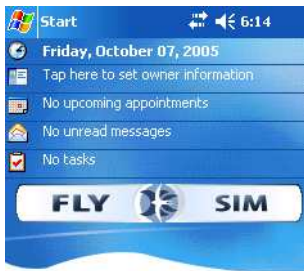 Start 6:14
Friday, October 07, 2005
Tap here to set owner information
No upcoming appointments
No unread messages
No tasks
FLY SIM